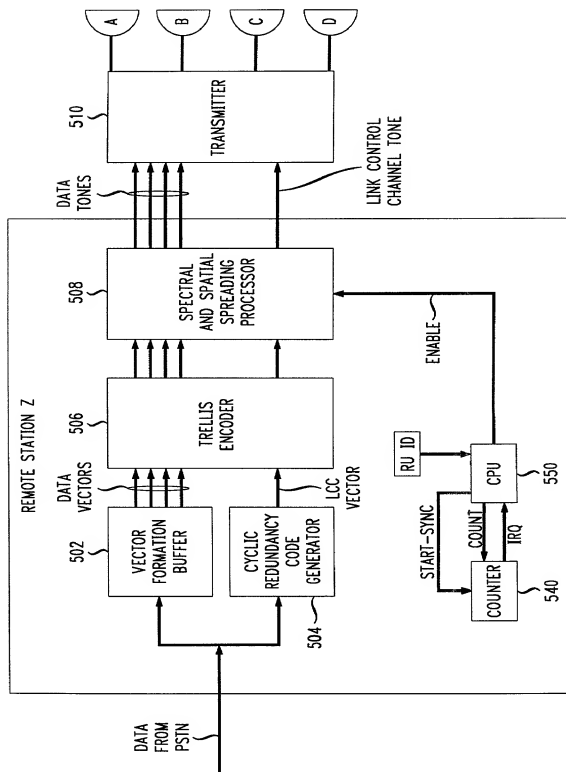 REMOTE STATION Z
DATA
FROM
PSTN
502
VECTOR
FORMATION
BUFFER
DATA
VECTORS
CYCLIC
REDUNDANCY
CODE
GENERATOR
504
LCC
VECTOR
506
TRELLIS
ENCODER
508
SPECTRAL
AND SPATIAL
SPREADING
PROCESSOR
DATA
TONES
LINK CONTROL
CHANNEL TONE
510
TRANSMITTER
A
B
C
D
START-SYNC
COUNTER
540
COUNT
IRQ
RU ID
CPU
550
ENABLE